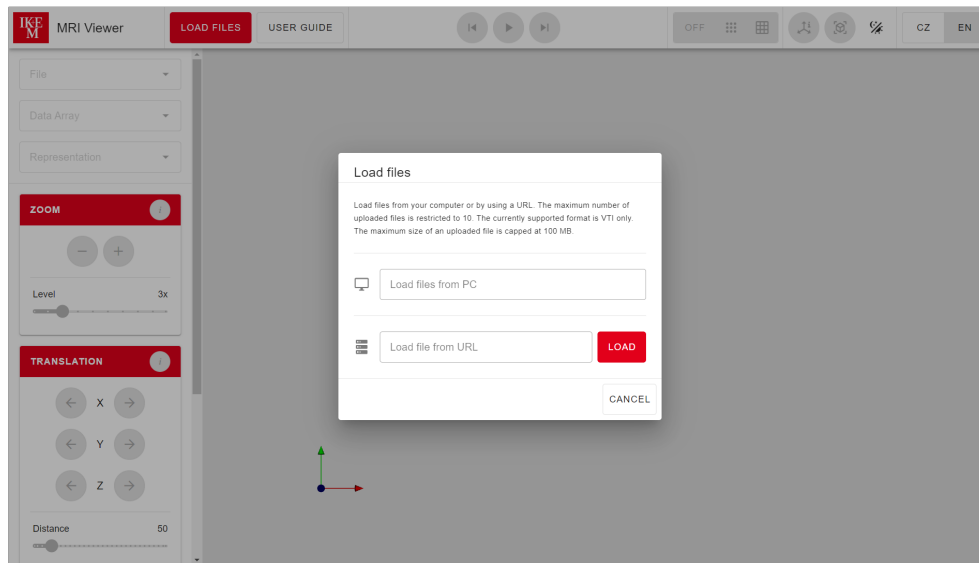 IKE
M
MRI Viewer
LOAD FILES
USER GUIDE
OFF
CZ
EN
File
Data Array
Representation
ZOOM
i
Level 3x
TRANSLATION
i
X
Y
Z
Distance 50
Load files
Load files from your computer or by using a URL. The maximum number of
uploaded files is restricted to 10. The currently supported format is VTI only.
The maximum size of an uploaded file is capped at 100 MB.
Load files from PC
Load file from URL
LOAD
CANCEL